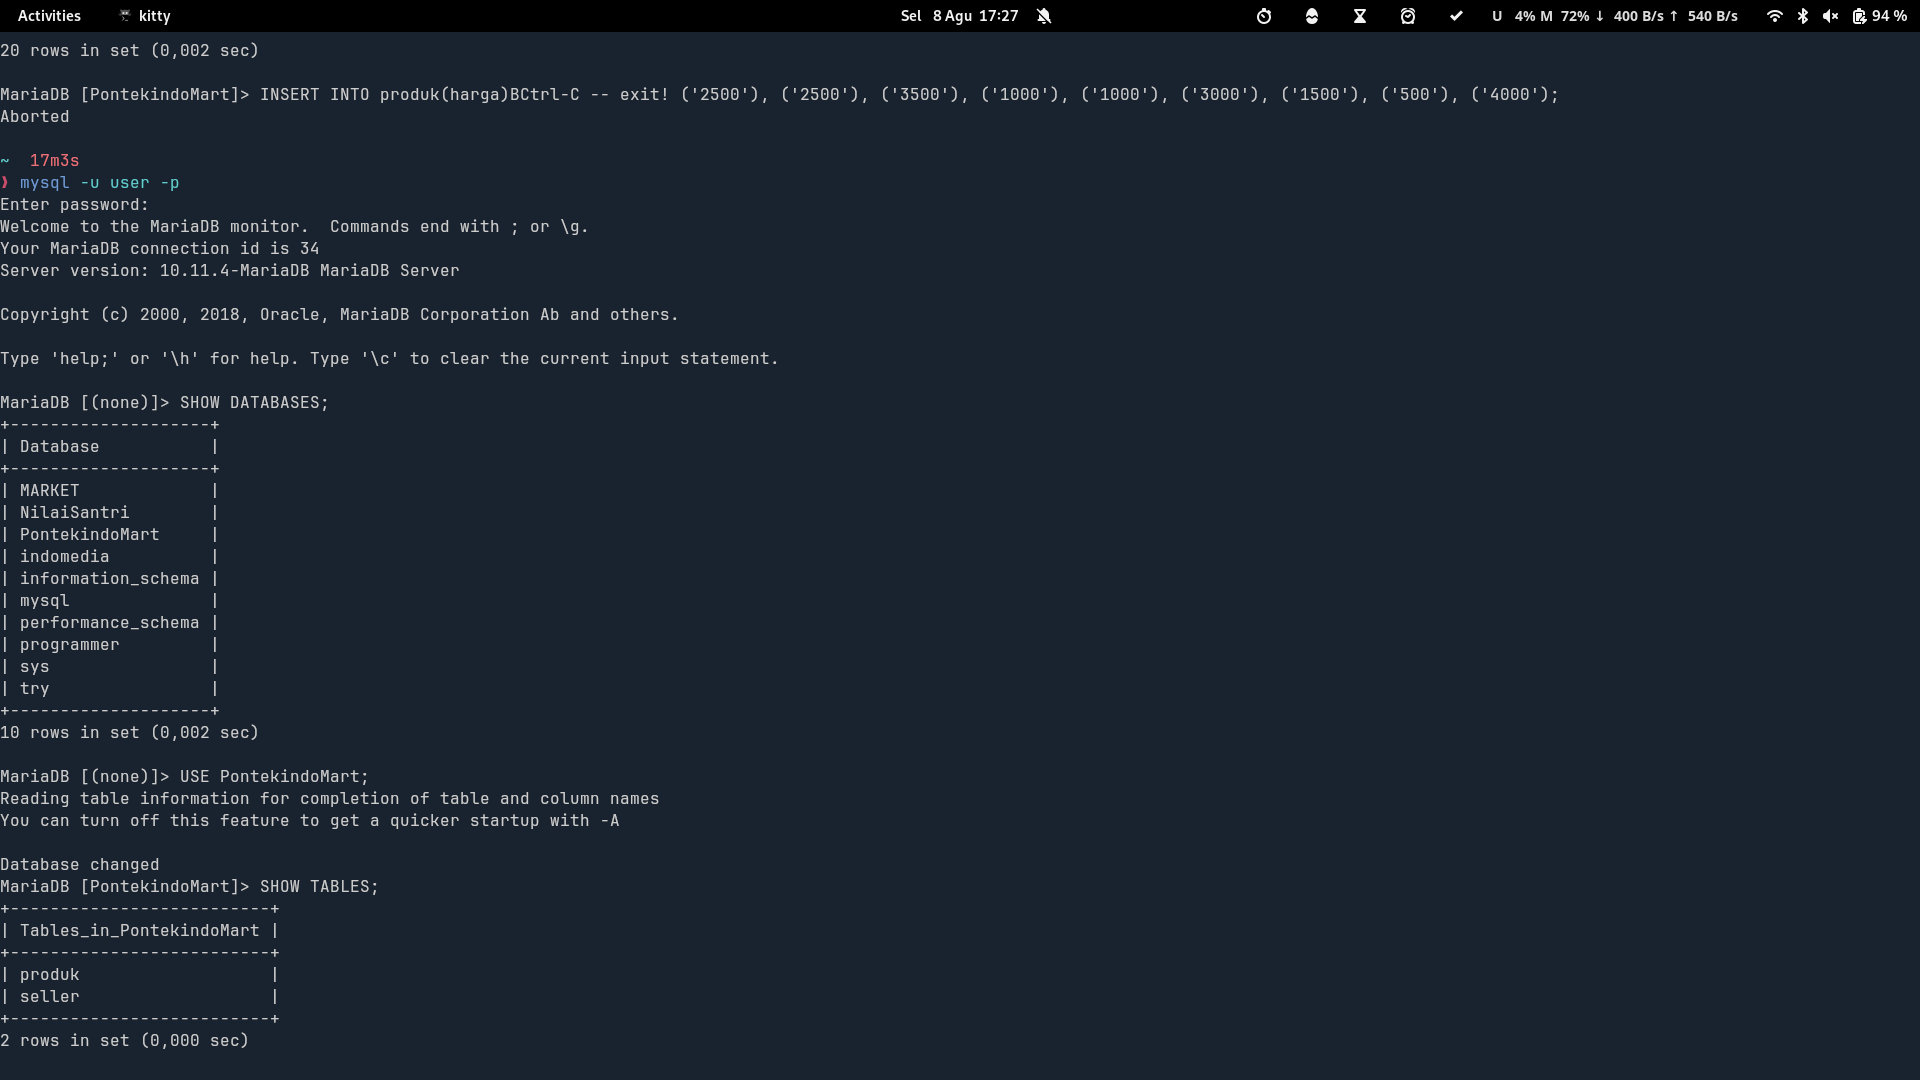 Activities kitty Sel 8 Agu 17:27 U 4% M 72% ↓ 400 B/s ↑ 540 B/s 94 %
20 rows in set (0,002 sec)
MariaDB [PontekindoMart]> INSERT INTO produk(harga)BCtrl-C -- exit! ('2500'), ('2500'), ('3500'), ('1000'), ('1000'), ('3000'), ('1500'), ('500'), ('4000');
Aborted
~ 17m3s
❫ mysql -u user -p
Enter password:
Welcome to the MariaDB monitor.  Commands end with ; or \g.
Your MariaDB connection id is 34
Server version: 10.11.4-MariaDB MariaDB Server
Copyright (c) 2000, 2018, Oracle, MariaDB Corporation Ab and others.
Type 'help;' or '\h' for help. Type '\c' to clear the current input statement.
MariaDB [(none)]> SHOW DATABASES;
+--------------------+
| Database           |
+--------------------+
| MARKET             |
| NilaiSantri        |
| PontekindoMart     |
| indomedia          |
| information_schema |
| mysql              |
| performance_schema |
| programmer         |
| sys                |
| try                |
+--------------------+
10 rows in set (0,002 sec)
MariaDB [(none)]> USE PontekindoMart;
Reading table information for completion of table and column names
You can turn off this feature to get a quicker startup with -A
Database changed
MariaDB [PontekindoMart]> SHOW TABLES;
+--------------------------+
| Tables_in_PontekindoMart |
+--------------------------+
| produk                   |
| seller                   |
+--------------------------+
2 rows in set (0,000 sec)